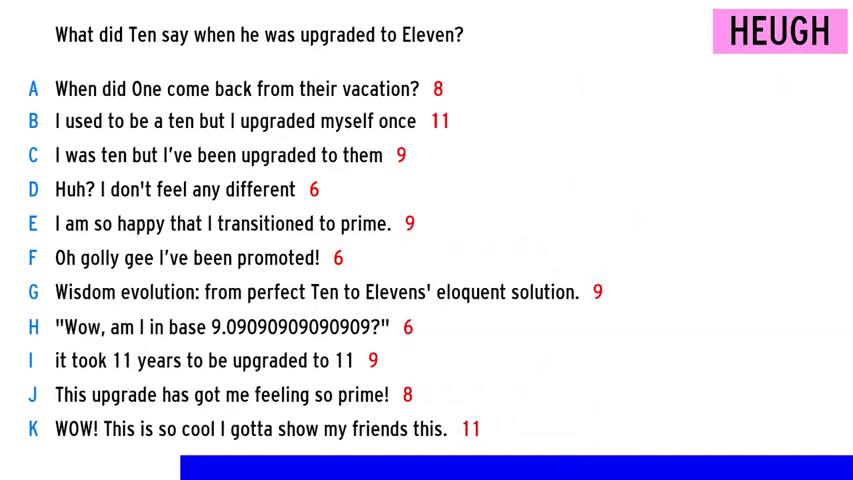 What did Ten say when he was upgraded to Eleven?
HEUGH
A When did One come back from their vacation? 8
B I used to be a ten but I upgraded myself once 11
C I was ten but I've been upgraded to them 9
D Huh? I don't feel any different 6
E I am so happy that I transitioned to prime. 9
F Oh golly gee I've been promoted! 6
G Wisdom evolution: from perfect Ten to Elevens' eloquent solution. 9
H "Wow, am I in base 9.09090909090909?" 6
I it took 11 years to be upgraded to 11 9
J This upgrade has got me feeling so prime! 8
K WOW! This is so cool I gotta show my friends this. 11